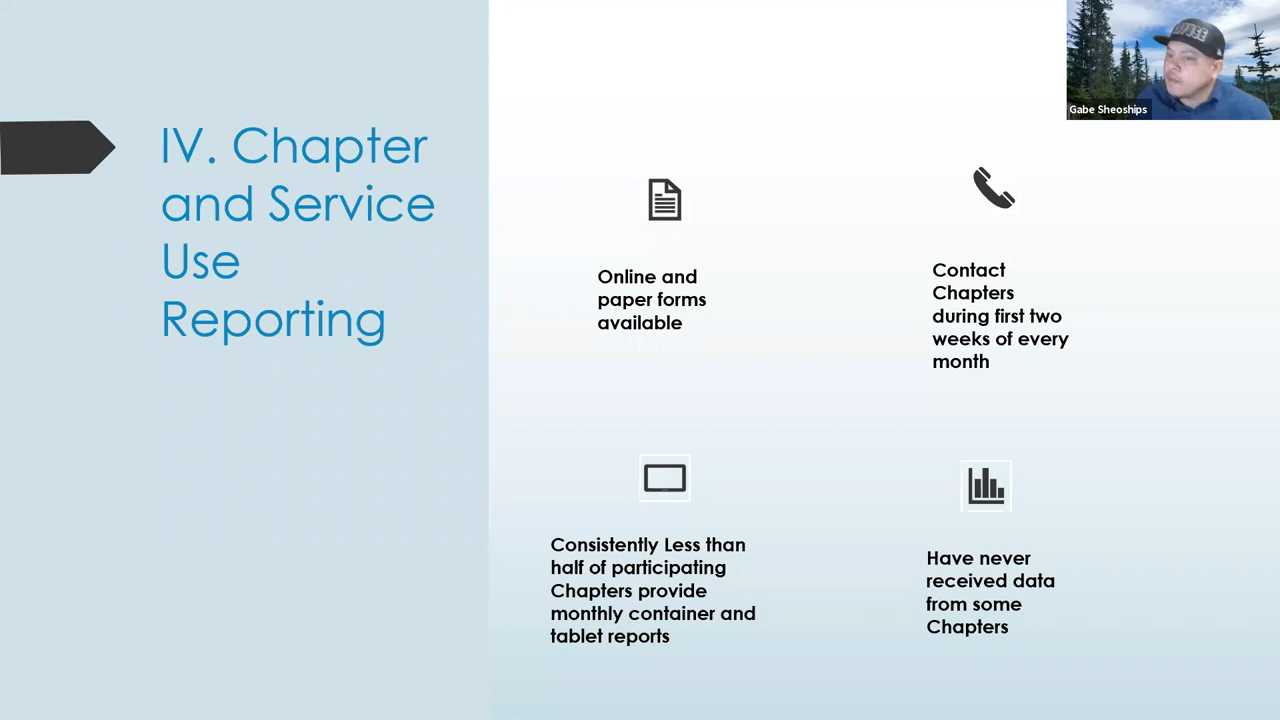 IV. Chapter
and Service
Use
Reporting
Online and
paper forms
available
Contact
Chapters
during first two
weeks of every
month
Consistently Less than
half of participating
Chapters provide
monthly container and
tablet reports
Have never
received data
from some
Chapters
Gabe Sheoships